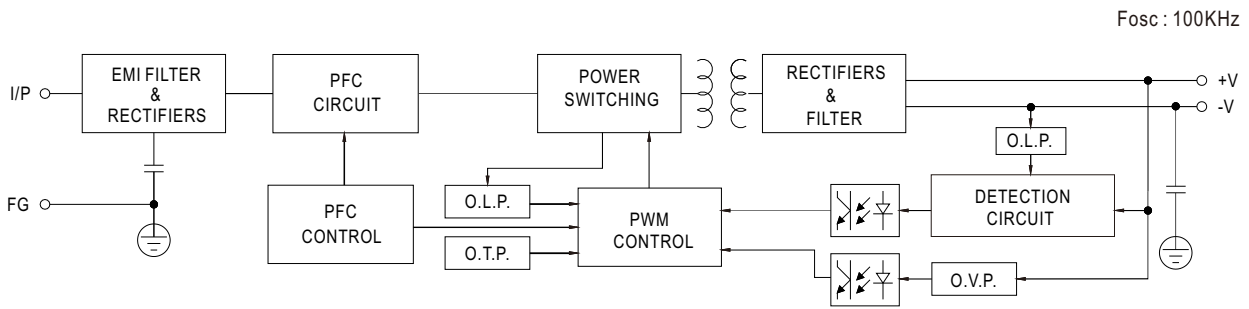 Fosc : 100KHz
I/P
EMI FILTER
&
RECTIFIERS
PFC
CIRCUIT
POWER
SWITCHING
RECTIFIERS
&
FILTER
+V
-V
O.L.P.
FG
PFC
CONTROL
O.L.P.
O.T.P.
PWM
CONTROL
DETECTION
CIRCUIT
O.V.P.